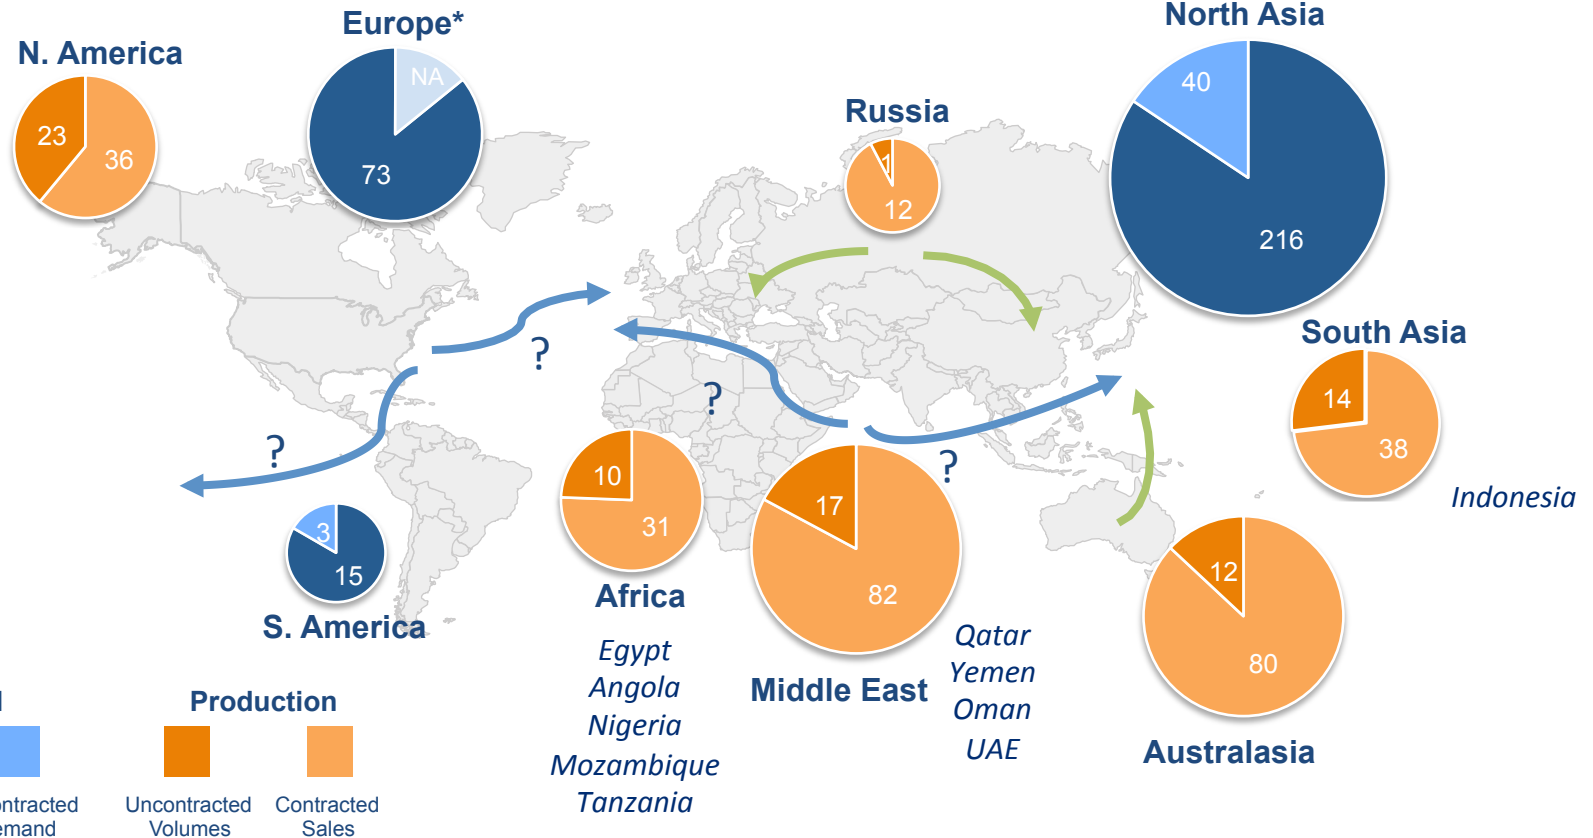 North Asia
Europe*
N. America
NA
40
Russia
23
36
1
73
12
216
South Asia
?
?
14
38
?
?
Indonesia
10
17
31
3
15
12
82
Africa
S. America
80
Egypt
Angola
Nigeria
Mozambique
Tanzania
Middle East
Qatar
Yemen
Oman
UAE
Australasia
Production
Uncontracted
Volumes
Contracted
Sales